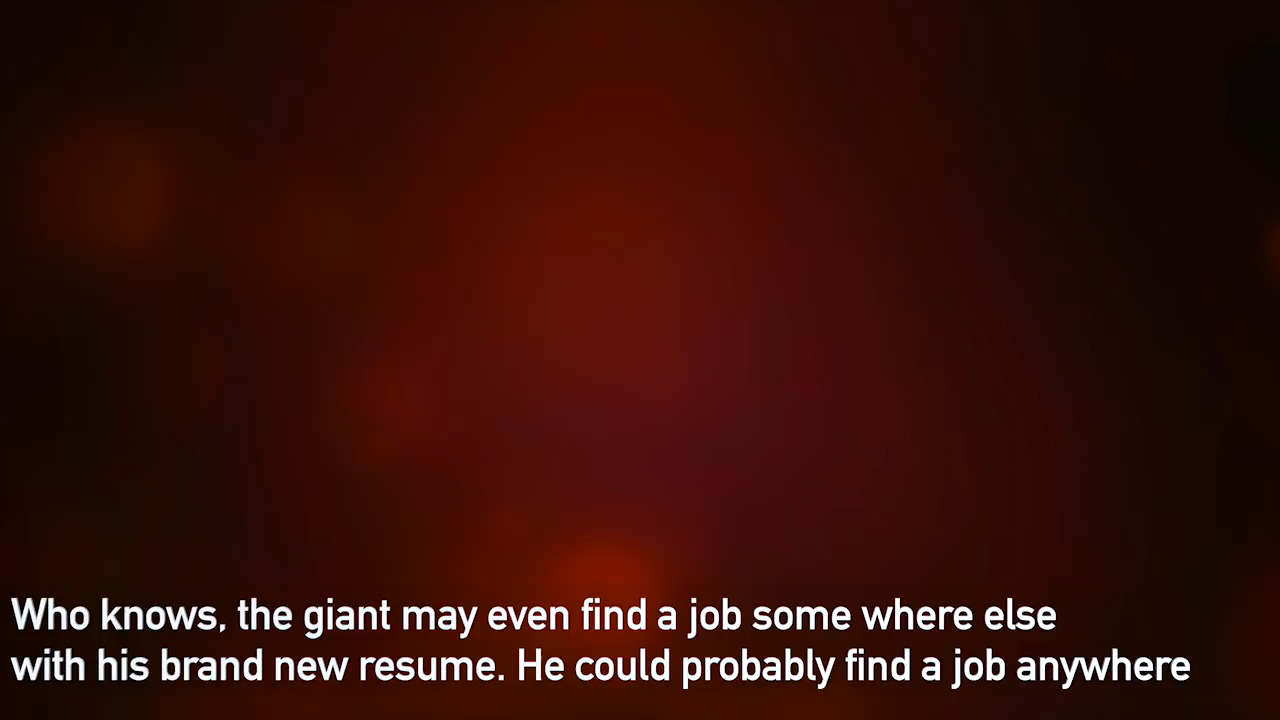 Who knows, the giant may even find a job some where else
with his brand new resume. He could probably find a job anywhere